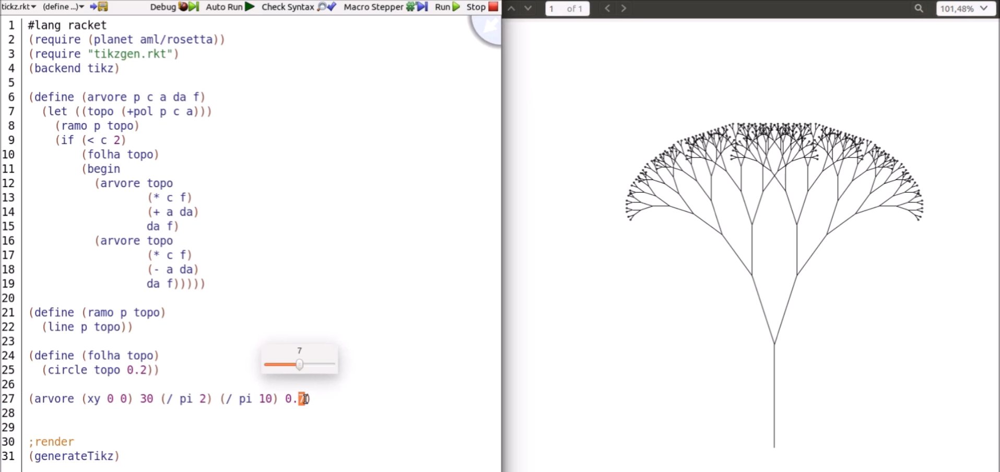 tickz.rkt (define ...) Debug Auto Run Check Syntax Macro Stepper Run Stop
1 of 1 101,48%
1 #lang racket
2 (require (planet aml/rosetta))
3 (require "tikzgen.rkt")
4 (backend tikz)
5
6 (define (arvore p c a da f)
7 (let ((topo (+pol p c a)))
8 (ramo p topo)
9 (if (< c 2)
10 (folha topo)
11 (begin
12 (arvore topo
13 (* c f)
14 (+ a da)
15 da f)
16 (arvore topo
17 (* c f)
18 (- a da)
19 da f)))))
20
21 (define (ramo p topo)
22 (line p topo))
23
7
24 (define (folha topo)
25 (circle topo 0.2))
26
27 (arvore (xy 0 0) 30 (/ pi 2) (/ pi 10) 0.7)
28
29
30 ;render
31 (generateTikz)